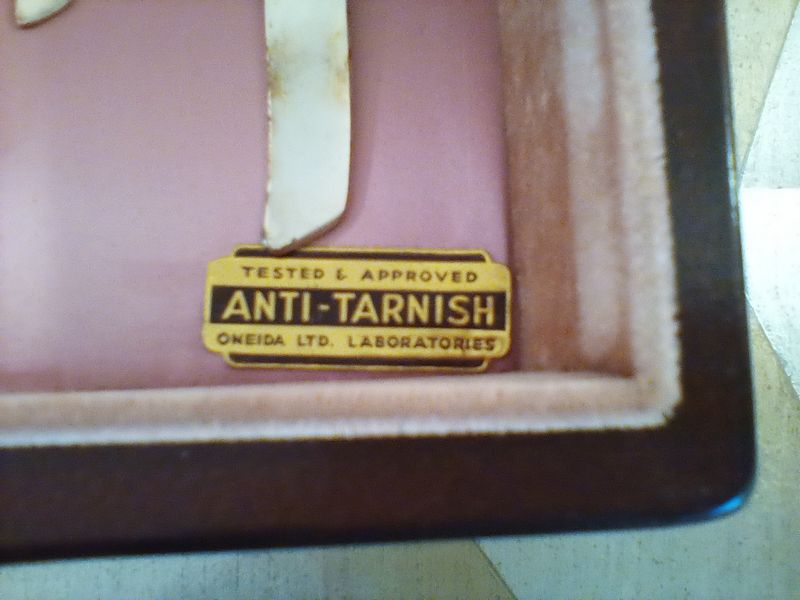 TESTED & APPROVED
ANTI-TARNISH
ONEIDA LTD. LABORATORIES